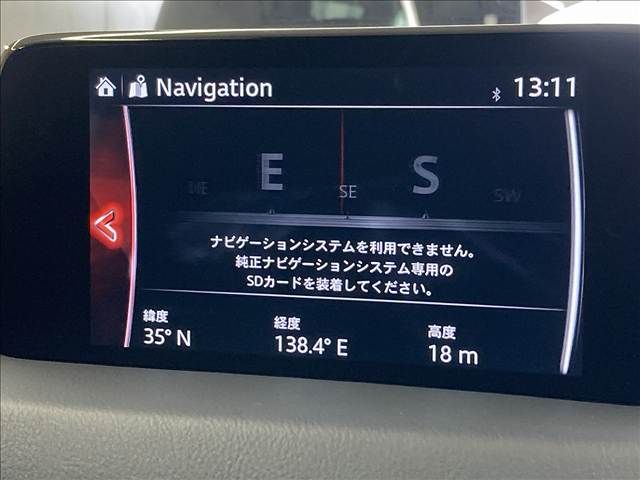 Navigation
13:11
NE E SE S SW
ナビゲーションシステムを利用できません。
純正ナビゲーションシステム専用の
SDカードを装着してください。
緯度 経度 高度
35° N 138.4° E 18 m